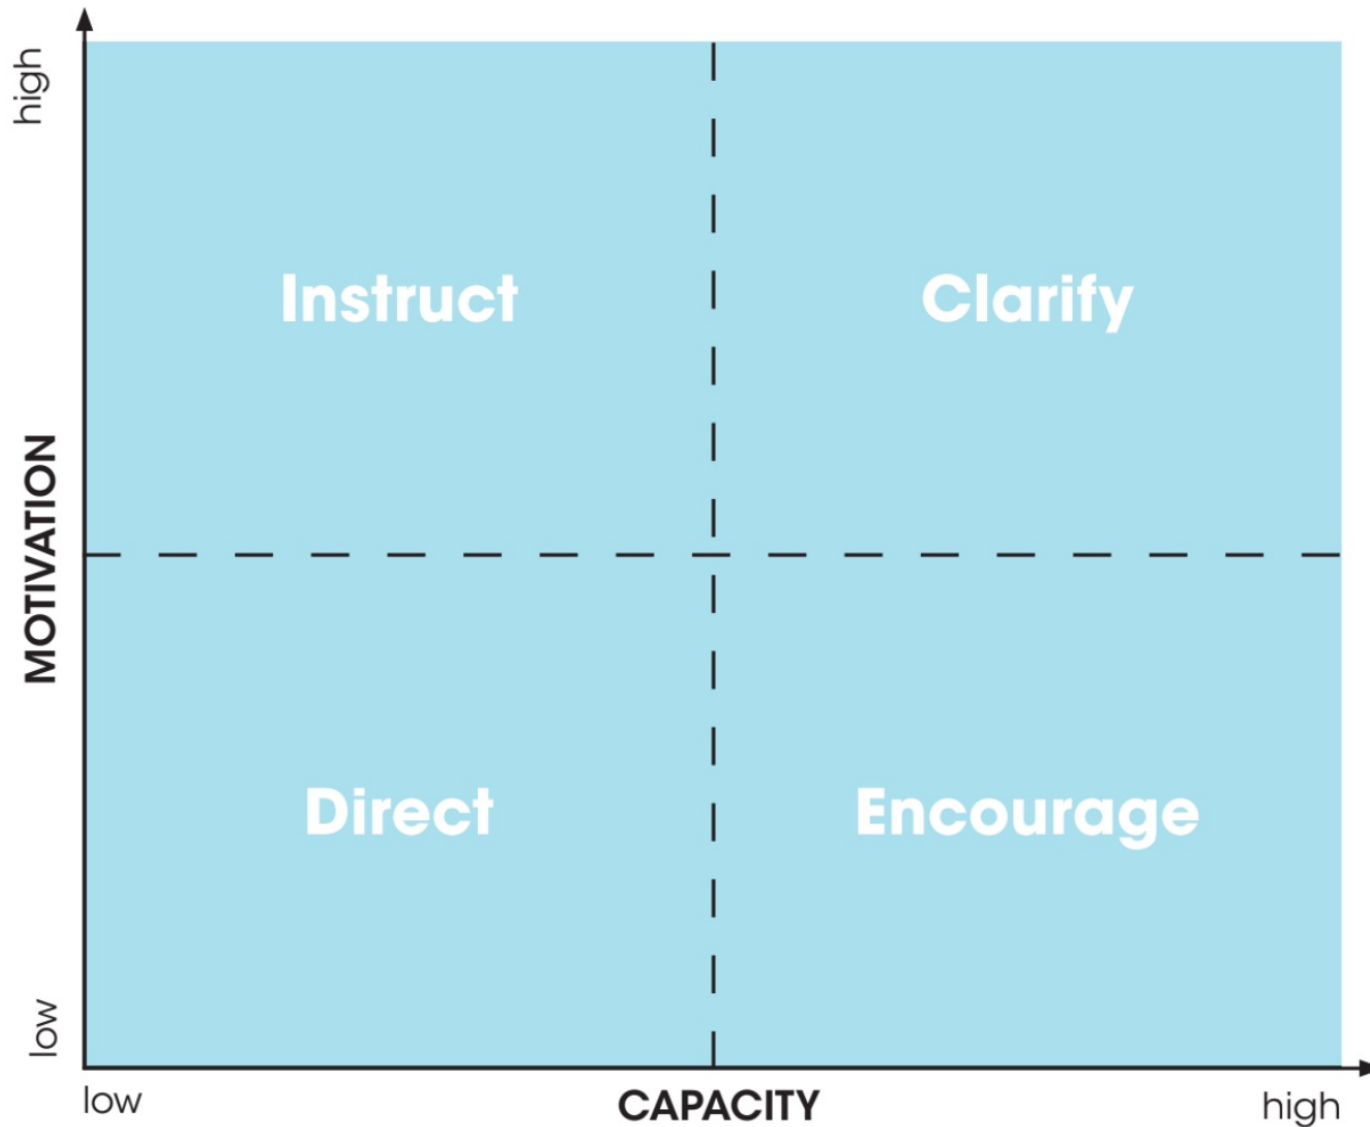 high
Instruct
Clarify
MOTIVATION
Direct
Encourage
low
low
CAPACITY
high